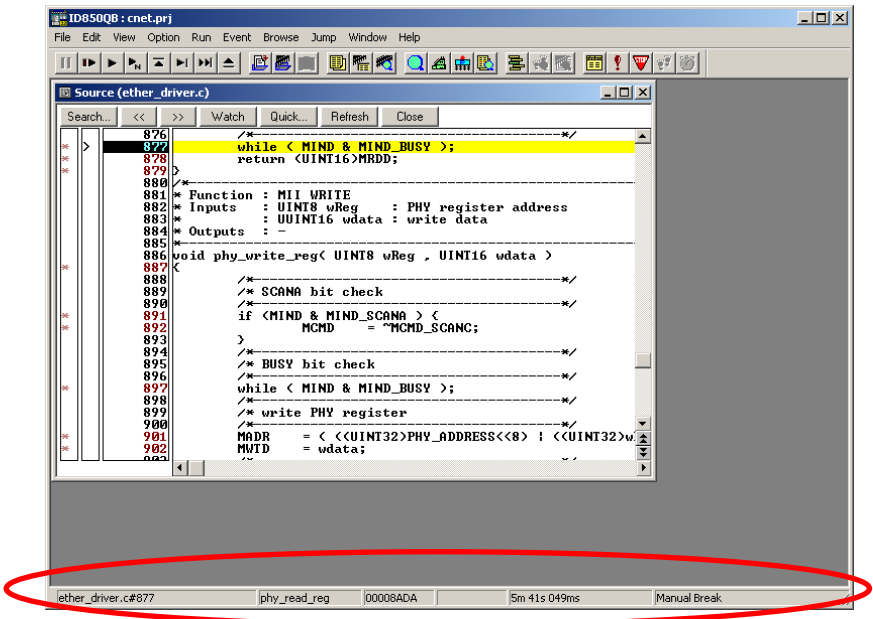 ID850QB : cnet.prj
File Edit View Option Run Event Browse Jump Window Help
Source (ether_driver.c)
Search... << >> Watch Quick... Refresh Close
876 /*--------------------------------------------*/
* > 877 while ( MIND & MIND_BUSY );
* 878 return (UINT16)MRDD;
* 879 }
880 /*--------------------------------------------
881 * Function : MII WRITE
882 * Inputs : UINT8 wReg : PHY register address
883 * : UUINT16 wdata : write data
884 * Outputs : -
885 *--------------------------------------------
886 void phy_write_reg( UINT8 wReg , UINT16 wdata )
* 887 {
888 /*--------------------------------------------*/
889 /* SCANA bit check
890 /*--------------------------------------------*/
* 891 if (MIND & MIND_SCANA ) {
* 892 MCMD = ~MCMD_SCANC;
893 }
894 /*--------------------------------------------*/
895 /* BUSY bit check
896 /*--------------------------------------------*/
* 897 while ( MIND & MIND_BUSY );
898 /*--------------------------------------------*/
899 /* write PHY register
900 /*--------------------------------------------*/
* 901 MADR = ( ((UINT32)PHY_ADDRESS<<8) | ((UINT32)w
* 902 MWTD = wdata;
ether_driver.c#877 phy_read_reg 00008ADA 5m 41s 049ms Manual Break